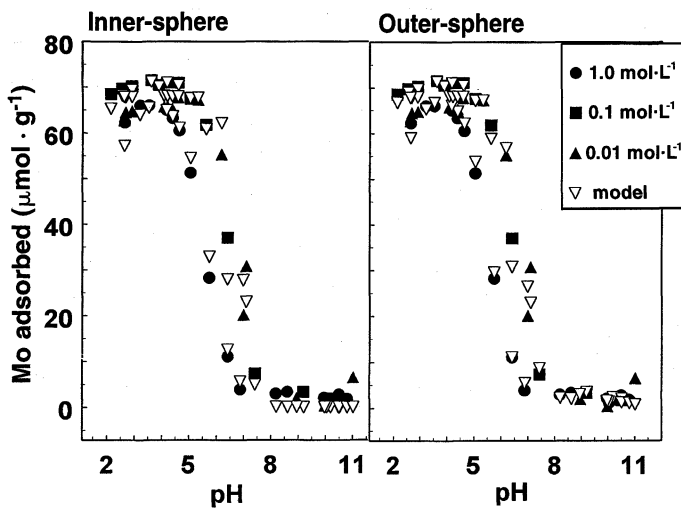 Inner-sphere
Outer-sphere
Mo adsorbed (μmol · g⁻¹)
80
60
40
20
0
2 5 8 11
pH
2 5 8 11
pH
1.0 mol·L⁻¹
0.1 mol·L⁻¹
0.01 mol·L⁻¹
model